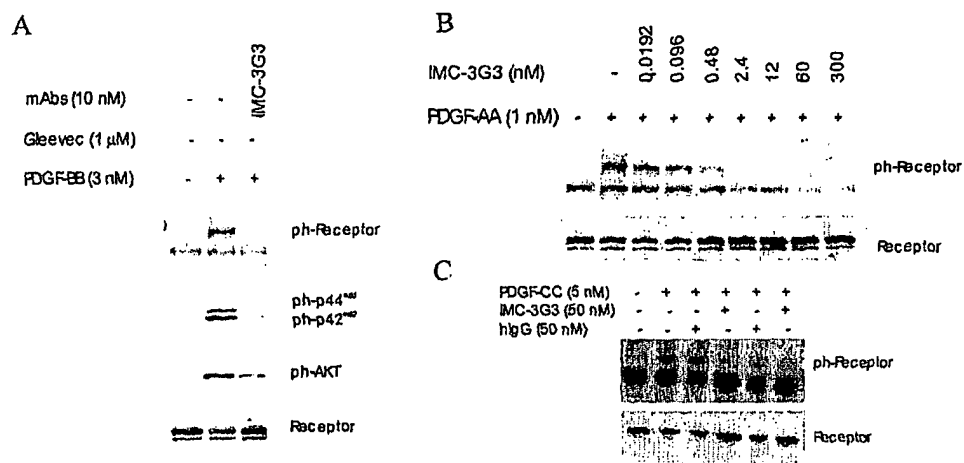 A
mAbs (10 nM) - - IMC-3G3
Gleevec (1 µM) - - -
PDGF-BB (3 nM) - + +
ph-Receptor
ph-p44
ph-p42
ph-AKT
Receptor
B
IMC-3G3 (nM) - 0.0192 0.096 0.48 2.4 12 60 300
PDGF-AA (1 nM) - + + + + + + + +
ph-Receptor
Receptor
C
PDGF-CC (5 nM) - + + + + +
IMC-3G3 (50 nM) - - - + - +
hIgG (50 nM) - - + - + -
ph-Receptor
Receptor